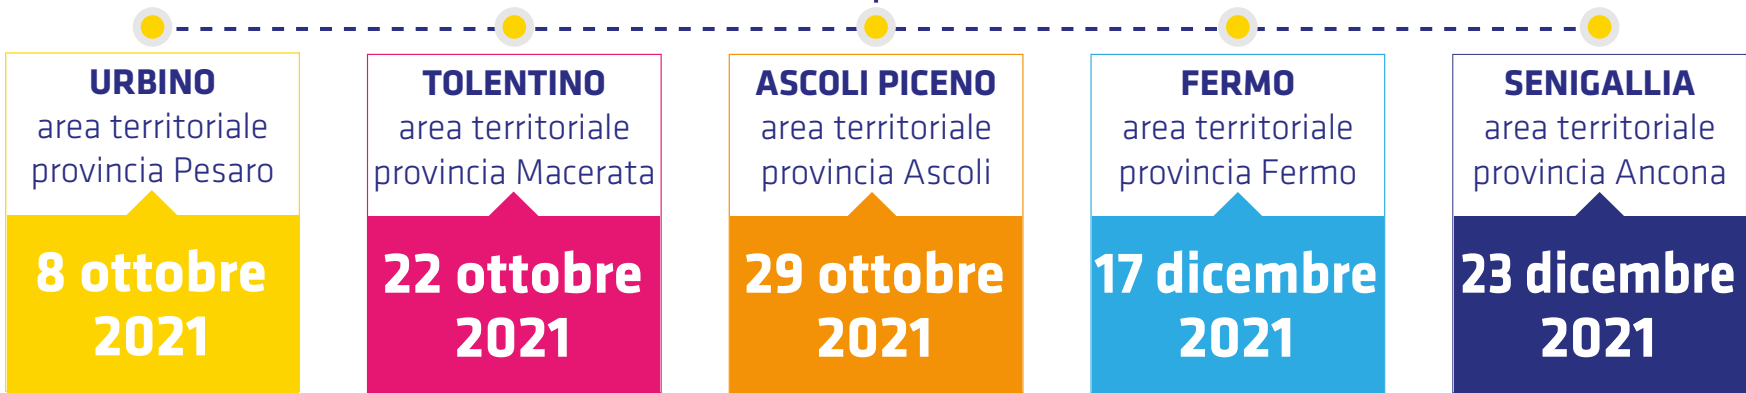 URBINO
area territoriale
provincia Pesaro
8 ottobre
2021
TOLENTINO
area territoriale
provincia Macerata
22 ottobre
2021
ASCOLI PICENO
area territoriale
provincia Ascoli
29 ottobre
2021
FERMO
area territoriale
provincia Fermo
17 dicembre
2021
SENIGALLIA
area territoriale
provincia Ancona
23 dicembre
2021